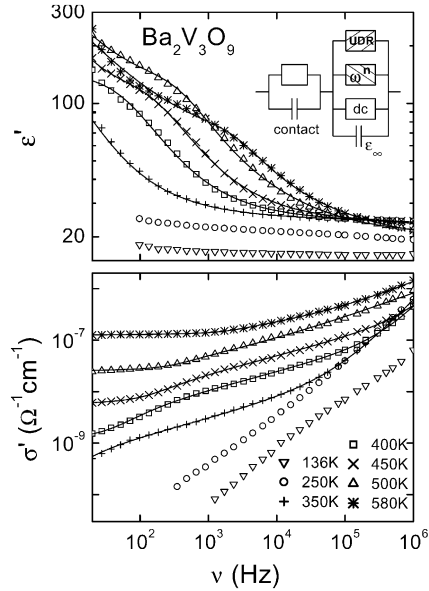 300
Ba₂V₃O₉
UDR
ωⁿ
dc
ε∞
contact
100
20
ε'
10⁻⁷
10⁻⁹
σ' (Ω⁻¹cm⁻¹)
136K
250K
350K
400K
450K
500K
580K
10² 10³ 10⁴ 10⁵ 10⁶
ν (Hz)